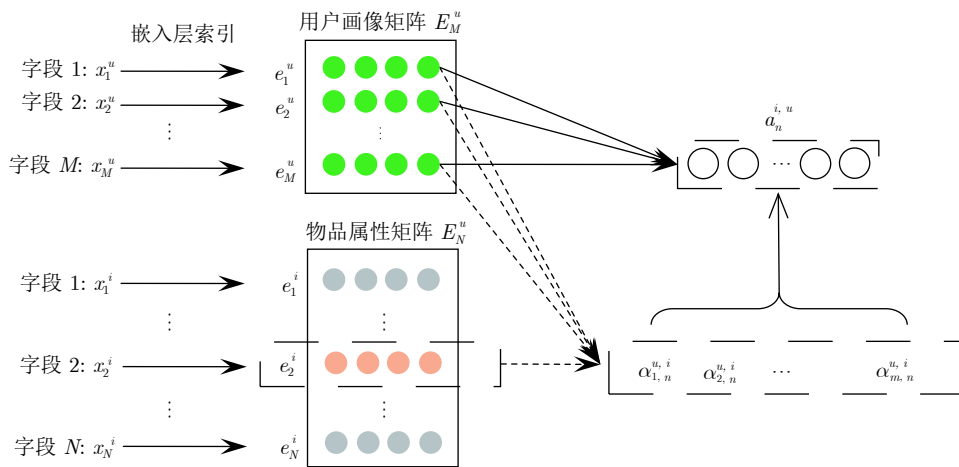 嵌入层索引
用户画像矩阵 E_M^u
字段 1: x_1^u
e_1^u
字段 2: x_2^u
e_2^u
⋮
⋮
字段 M: x_M^u
e_M^u
a_n^{i, u}
···
物品属性矩阵 E_N^u
字段 1: x_1^i
e_1^i
⋮
⋮
字段 2: x_2^i
e_2^i
α_{1, n}^{u, i} α_{2, n}^{u, i} ··· α_{m, n}^{u, i}
⋮
⋮
字段 N: x_N^i
e_N^i